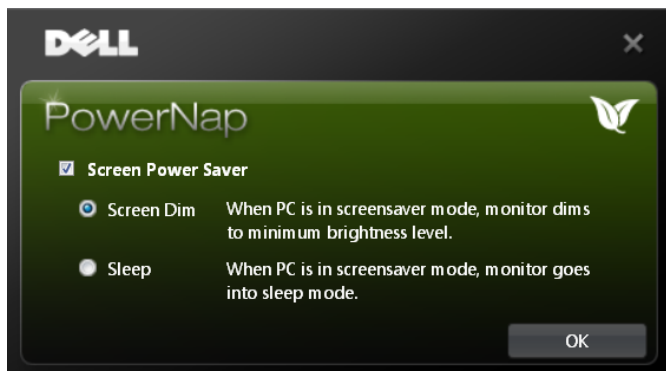 DELL
PowerNap
Screen Power Saver
Screen Dim When PC is in screensaver mode, monitor dims
to minimum brightness level.
Sleep When PC is in screensaver mode, monitor goes
into sleep mode.
OK